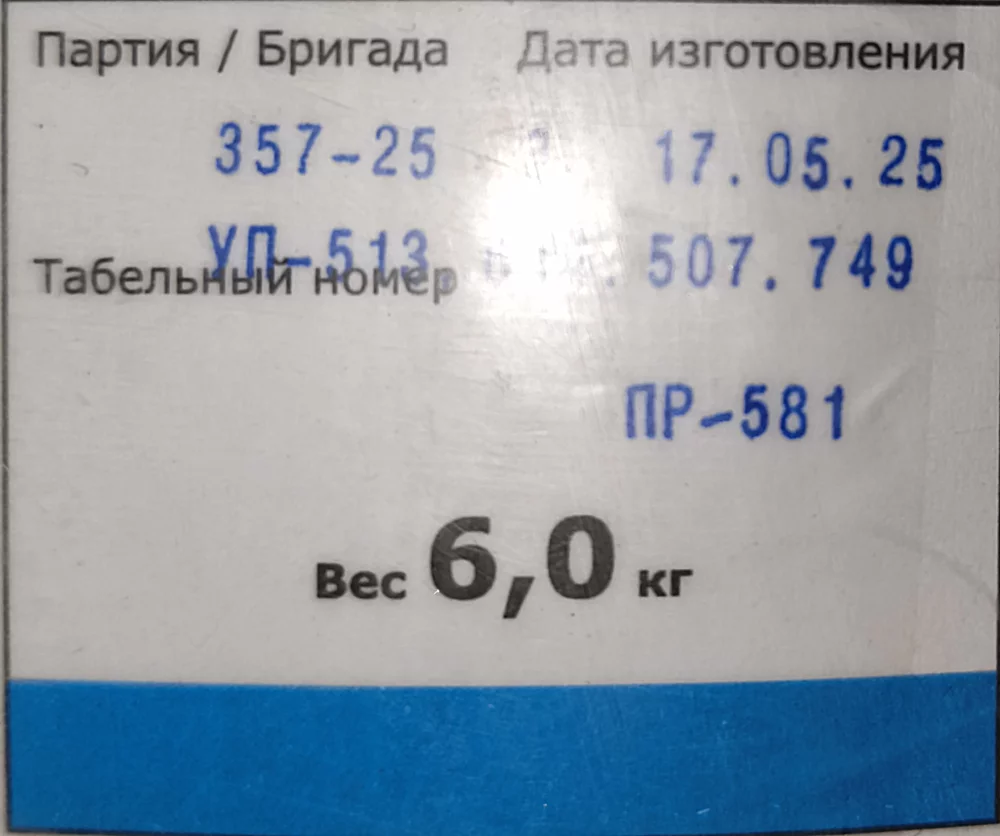 Партия / Бригада Дата изготовления
357-25 17.05.25
УП-513 507.749
Табельный номер
ПР-581
Вес 6,0 кг